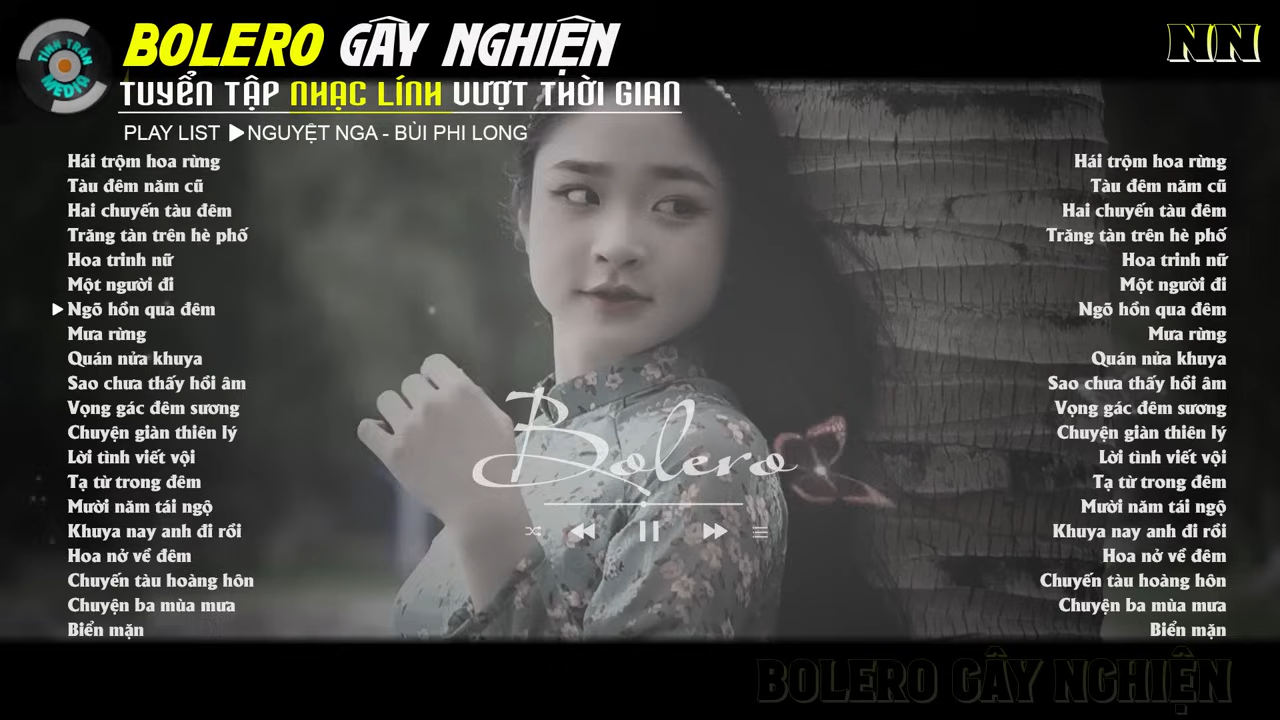 TÌNH TRẦN
MEDIA
BOLERO GÂY NGHIỆN
NN
TUYỂN TẬP NHẠC LÍNH VƯỢT THỜI GIAN
PLAY LIST NGUYỆT NGA - BÙI PHI LONG
Hái trộm hoa rừng
Tàu đêm năm cũ
Hai chuyến tàu đêm
Trăng tàn trên hè phố
Hoa trinh nữ
Một người đi
Ngõ hồn qua đêm
Mưa rừng
Quán nửa khuya
Sao chưa thấy hồi âm
Vọng gác đêm sương
Chuyện giàn thiên lý
Lời tình viết vội
Tạ từ trong đêm
Mười năm tái ngộ
Khuya nay anh đi rồi
Hoa nở về đêm
Chuyến tàu hoàng hôn
Chuyện ba mùa mưa
Biển mặn
Bolero
Hái trộm hoa rừng
Tàu đêm năm cũ
Hai chuyến tàu đêm
Trăng tàn trên hè phố
Hoa trinh nữ
Một người đi
Ngõ hồn qua đêm
Mưa rừng
Quán nửa khuya
Sao chưa thấy hồi âm
Vọng gác đêm sương
Chuyện giàn thiên lý
Lời tình viết vội
Tạ từ trong đêm
Mười năm tái ngộ
Khuya nay anh đi rồi
Hoa nở về đêm
Chuyến tàu hoàng hôn
Chuyện ba mùa mưa
Biển mặn
BOLERO GÂY NGHIỆN